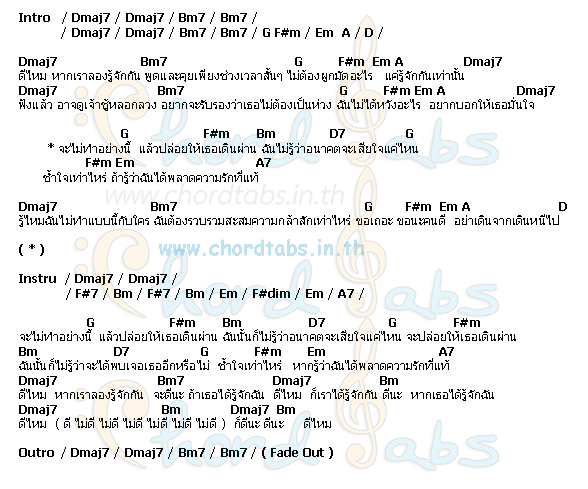 Intro / Dmaj7 / Dmaj7 / Bm7 / Bm7 /
/ Dmaj7 / Dmaj7 / Bm7 / Bm7 / G F#m / Em A / D /
Dmaj7 Bm7 G F#m Em A Dmaj7
ดีไหม หากเราลองรู้จักกัน พูดและคุยเพียงช่วงเวลาสั้นๆ ไม่ต้องผูกมัดอะไร แค่รู้จักกันเท่านั้น
Dmaj7 Bm7 G F#m Em A Dmaj7
ฟังแล้ว อาจดูเจ้าชู้หลอกลวง อยากจะรับรองว่าเธอไม่ต้องเป็นห่วง ฉันไม่ได้หวังอะไร อยากบอกให้เธอมั่นใจ
G F#m Bm D7 G
* จะไม่ทำอย่างนี้ แล้วปล่อยให้เธอเดินผ่าน ฉันไม่รู้ว่าอนาคตจะเสียใจแค่ไหน
F#m Em A7
ช้ำใจเท่าไหร่ ถ้ารู้ว่าฉันได้พลาดความรักที่แท้
www.chordtabs.in.th
Dmaj7 Bm7 G F#m Em A D
รู้ไหมฉันไม่ทำแบบนี้กับใคร ฉันต้องรวบรวมสะสมความกล้าสักเท่าไหร่ ขอเถอะ ขอนะคนดี อย่าเดินจากเดินหนีไป
( * ) www.chordtabs.in.th
Instru / Dmaj7 / Dmaj7 /
/ F#7 / Bm / F#7 / Bm / Em / F#dim / Em / A7 /
G F#m Bm D7 G F#m
จะไม่ทำอย่างนี้ แล้วปล่อยให้เธอเดินผ่าน ฉันนั้นก็ไม่รู้ว่าอนาคตจะเสียใจแค่ไหน จะปล่อยให้เธอเดินผ่าน
Bm D7 G F#m Em A7
ฉันนั้นก็ไม่รู้ว่าจะได้พบเจอเธออีกหรือไม่ ช้ำใจเท่าไหร่ หากรู้ว่าฉันได้พลาดความรักที่แท้
Dmaj7 Bm7 Dmaj7 Bm
ดีไหม หากเราลองรู้จักกัน จะดีนะ ถ้าเธอได้รู้จักฉัน ดีไหม ก็เราได้รู้จักกัน ดีนะ หากเธอได้รู้จักฉัน
Dmaj7 Bm Dmaj7 Bm
ดีไหม ( ดี ไม่ดี ไม่ดี ไม่ดี ไม่ดี ไม่ดี ไม่ดี ) ก็ดีนะ ดีนะ ดีไหม
Outro / Dmaj7 / Dmaj7 / Bm7 / Bm7 / ( Fade Out )